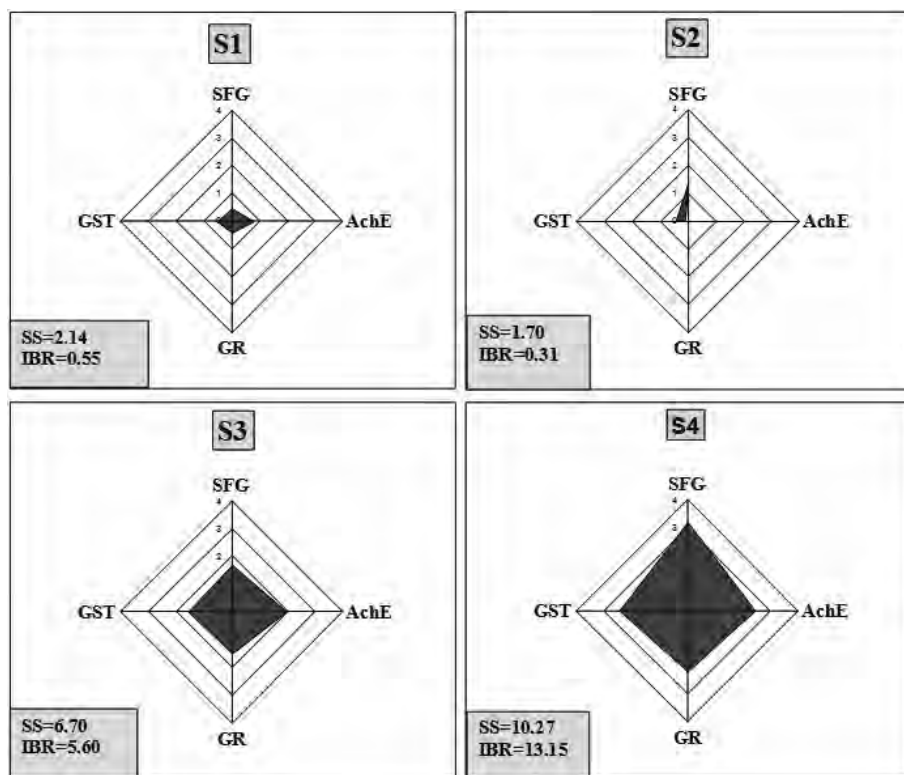 S1
SFG
4
3
2
1
GST
AchE
GR
SS=2.14
IBR=0.55
S2
SFG
4
3
2
1
0
GST
AchE
GR
SS=1.70
IBR=0.31
S3
SFG
4
3
2
GST
AchE
GR
SS=6.70
IBR=5.60
S4
SFG
4
3
GST
AchE
GR
SS=10.27
IBR=13.15